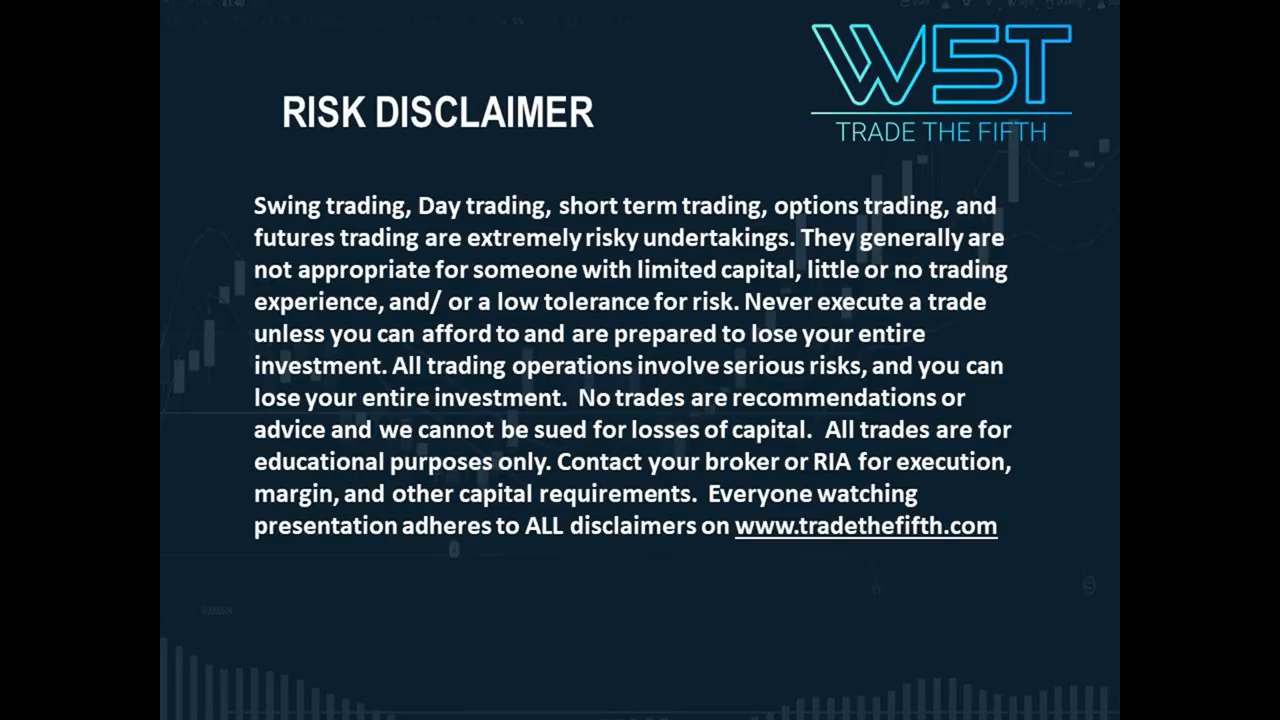 W5T
TRADE THE FIFTH
RISK DISCLAIMER
Swing trading, Day trading, short term trading, options trading, and
futures trading are extremely risky undertakings. They generally are
not appropriate for someone with limited capital, little or no trading
experience, and/ or a low tolerance for risk. Never execute a trade
unless you can afford to and are prepared to lose your entire
investment. All trading operations involve serious risks, and you can
lose your entire investment.  No trades are recommendations or
advice and we cannot be sued for losses of capital.  All trades are for
educational purposes only. Contact your broker or RIA for execution,
margin, and other capital requirements.  Everyone watching
presentation adheres to ALL disclaimers on www.tradethefifth.com